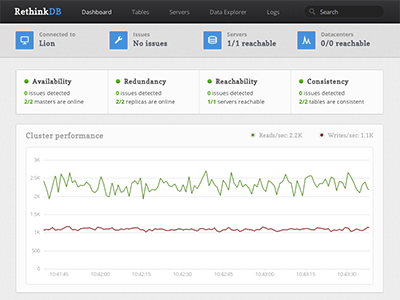 RethinkDB
Dashboard
Tables
Servers
Data Explorer
Logs
Search
Connected to
Lion
Issues
No issues
Servers
1/1 reachable
Datacenters
0/0 reachable
Availability
0 issues detected
2/2 masters are online
Redundancy
0 issues detected
2/2 replicas are online
Reachability
0 issues detected
1/1 servers reachable
Consistency
0 issues detected
2/2 tables are consistent
Cluster performance
Reads/sec: 2.2K
Writes/sec: 1.1K
3K
2.5K
2K
1.5K
1K
500
0
10:41:45
10:42:00
10:42:15
10:42:30
10:42:45
10:43:00
10:43:15
10:43:30